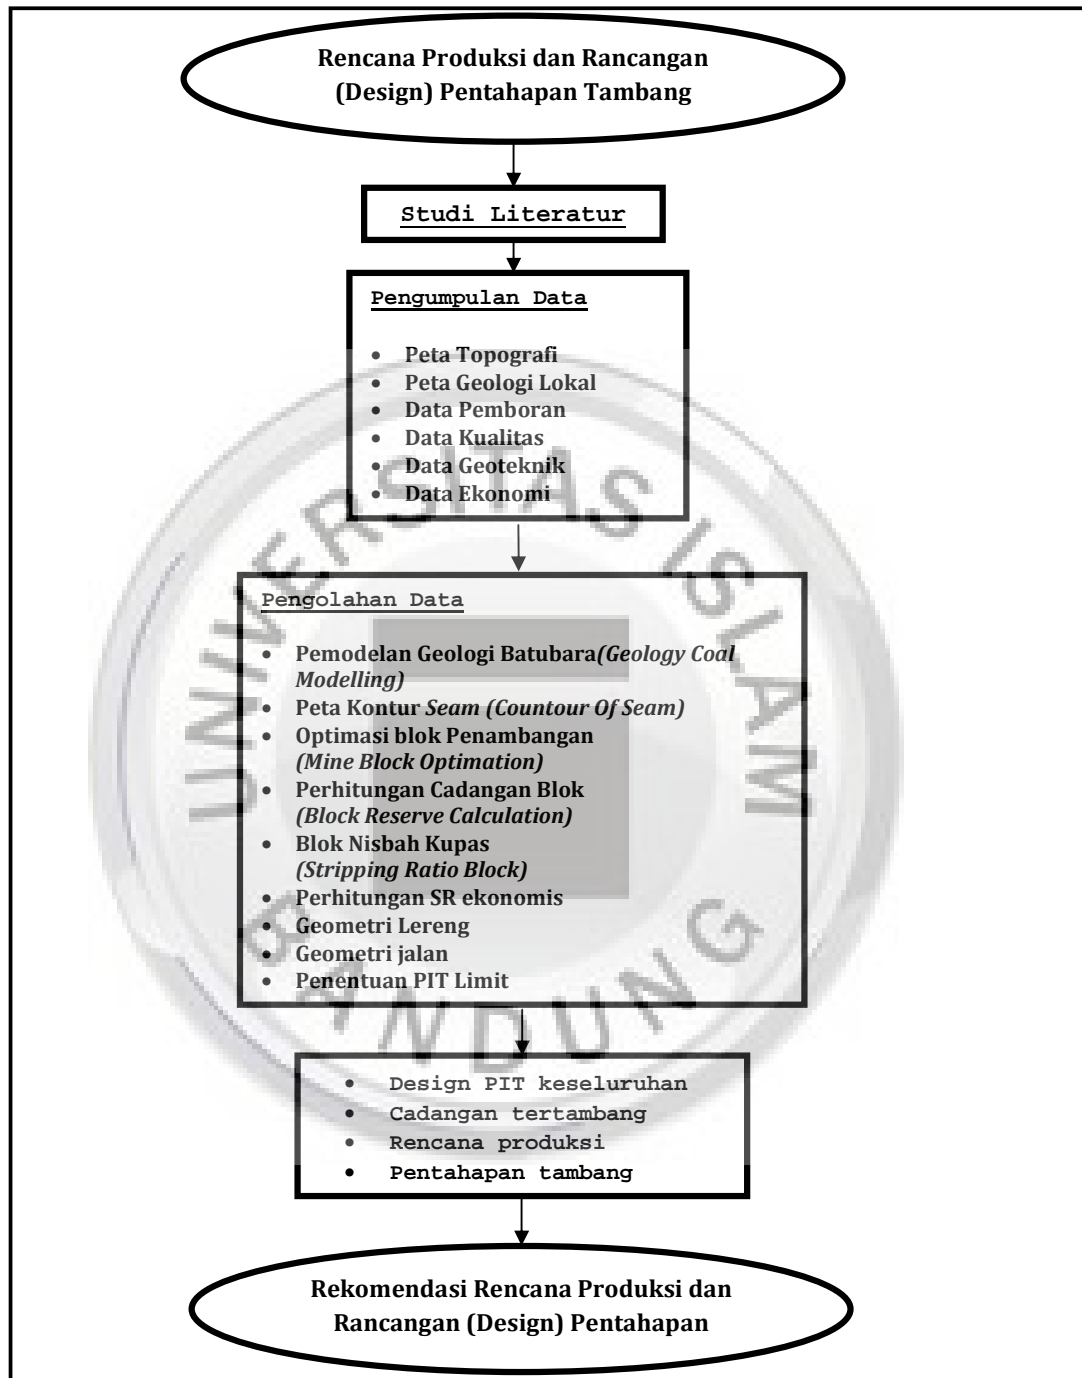 Rencana Produksi dan Rancangan
(Design) Pentahapan Tambang
Studi Literatur
Pengumpulan Data
• Peta Topografi
• Peta Geologi Lokal
• Data Pemboran
• Data Kualitas
• Data Geoteknik
• Data Ekonomi
Pengolahan Data
• Pemodelan Geologi Batubara(Geology Coal
Modelling)
• Peta Kontur Seam (Countour Of Seam)
• Optimasi blok Penambangan
(Mine Block Optimation)
• Perhitungan Cadangan Blok
(Block Reserve Calculation)
• Blok Nisbah Kupas
(Stripping Ratio Block)
• Perhitungan SR ekonomis
• Geometri Lereng
• Geometri jalan
• Penentuan PIT Limit
• Design PIT keseluruhan
• Cadangan tertambang
• Rencana produksi
• Pentahapan tambang
Rekomendasi Rencana Produksi dan
Rancangan (Design) Pentahapan
UNIVERSITAS ISLAM
BANDUNG